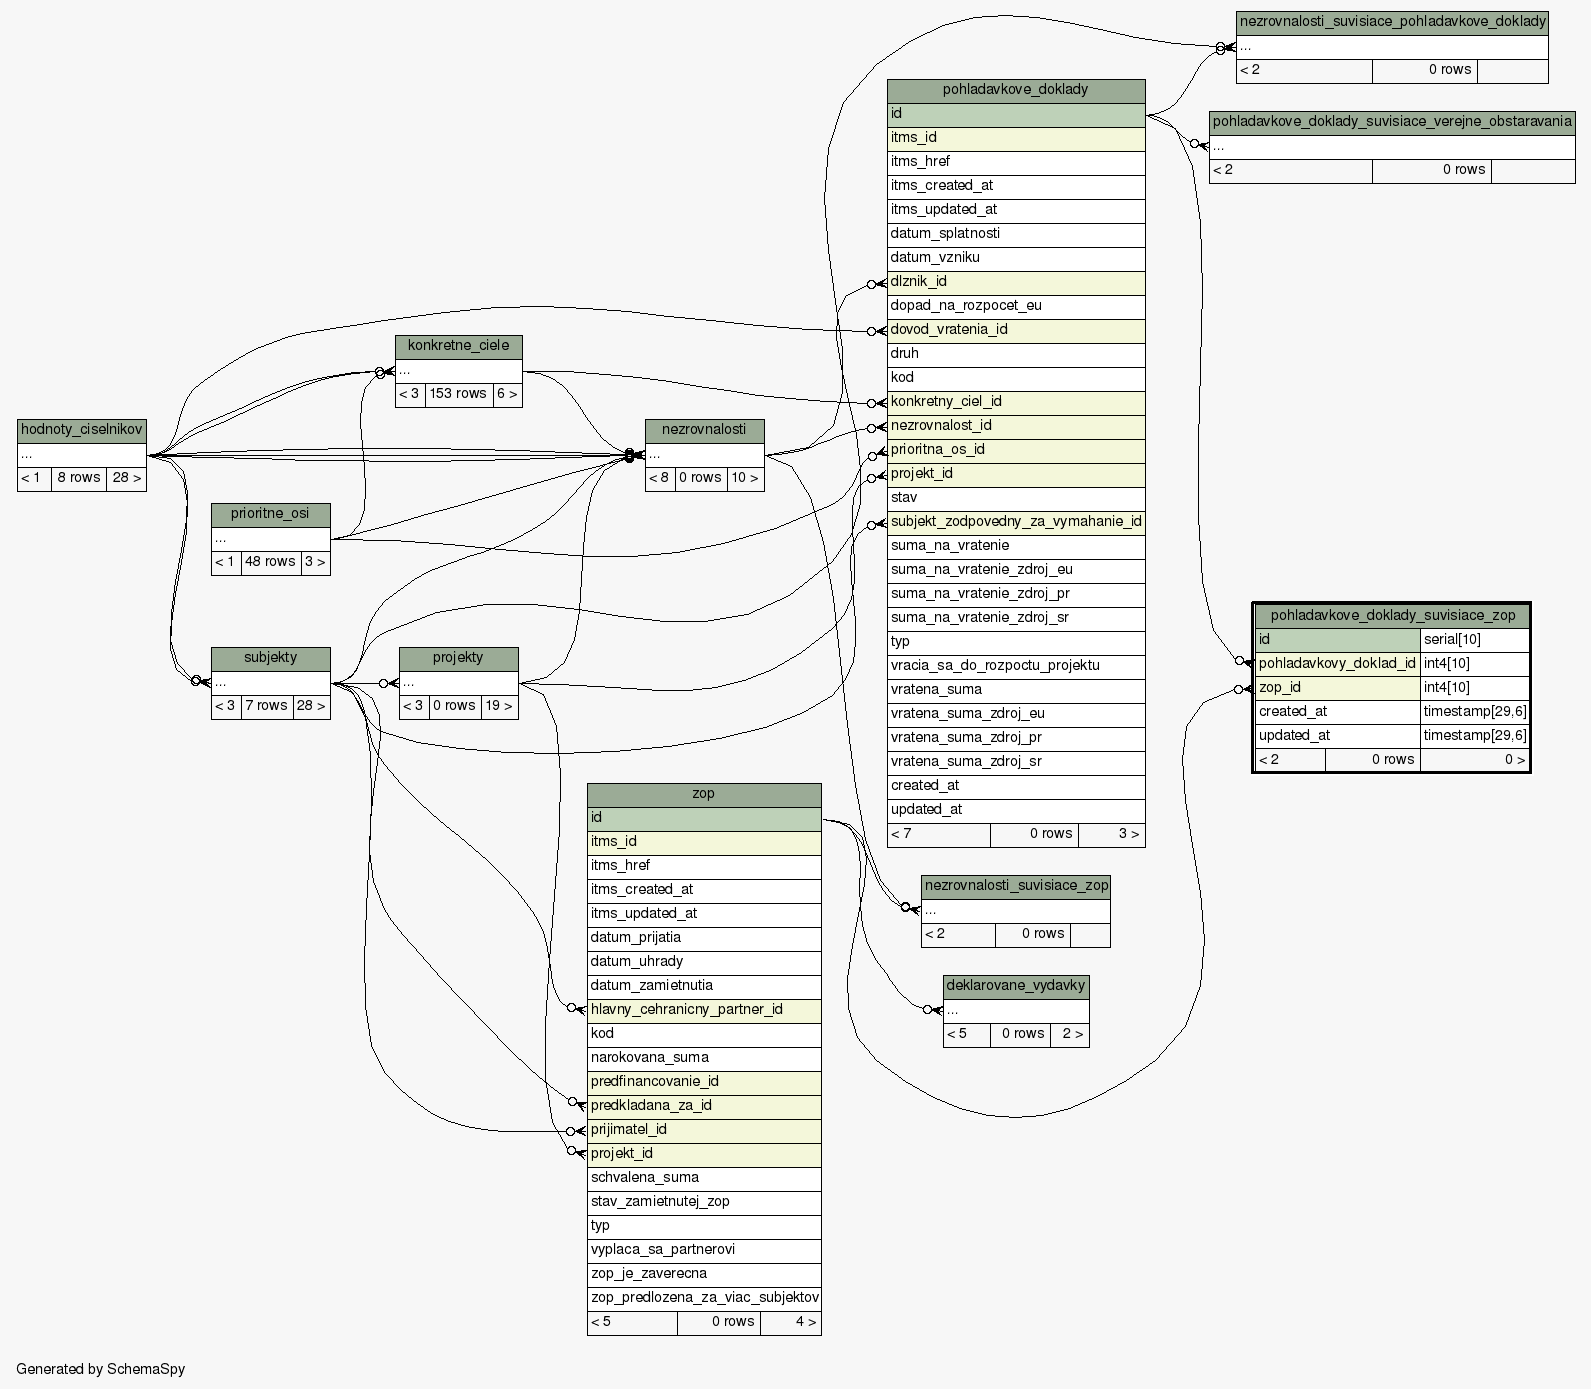 nezrovnalosti_suvisiace_pohladavkove_doklady
...
< 2 0 rows
pohladavkove_doklady_suvisiace_verejne_obstaravania
...
< 2 0 rows
pohladavkove_doklady
id
itms_id
itms_href
itms_created_at
itms_updated_at
datum_splatnosti
datum_vzniku
dlznik_id
dopad_na_rozpocet_eu
dovod_vratenia_id
druh
kod
konkretny_ciel_id
nezrovnalost_id
prioritna_os_id
projekt_id
stav
subjekt_zodpovedny_za_vymahanie_id
suma_na_vratenie
suma_na_vratenie_zdroj_eu
suma_na_vratenie_zdroj_pr
suma_na_vratenie_zdroj_sr
typ
vracia_sa_do_rozpoctu_projektu
vratena_suma
vratena_suma_zdroj_eu
vratena_suma_zdroj_pr
vratena_suma_zdroj_sr
created_at
updated_at
< 7 0 rows 3 >
konkretne_ciele
...
< 3 153 rows 6 >
hodnoty_ciselnikov
...
< 1 8 rows 28 >
nezrovnalosti
...
< 8 0 rows 10 >
prioritne_osi
...
< 1 48 rows 3 >
pohladavkove_doklady_suvisiace_zop
id serial[10]
pohladavkovy_doklad_id int4[10]
zop_id int4[10]
created_at timestamp[29,6]
updated_at timestamp[29,6]
< 2 0 rows 0 >
subjekty
...
< 3 7 rows 28 >
projekty
...
< 3 0 rows 19 >
zop
id
itms_id
itms_href
itms_created_at
itms_updated_at
datum_prijatia
datum_uhrady
datum_zamietnutia
hlavny_cehranicny_partner_id
kod
narokovana_suma
predfinancovanie_id
predkladana_za_id
prijimatel_id
projekt_id
schvalena_suma
stav_zamietnutej_zop
typ
vyplaca_sa_partnerovi
zop_je_zaverecna
zop_predlozena_za_viac_subjektov
< 5 0 rows 4 >
nezrovnalosti_suvisiace_zop
...
< 2 0 rows
deklarovane_vydavky
...
< 5 0 rows 2 >
Generated by SchemaSpy